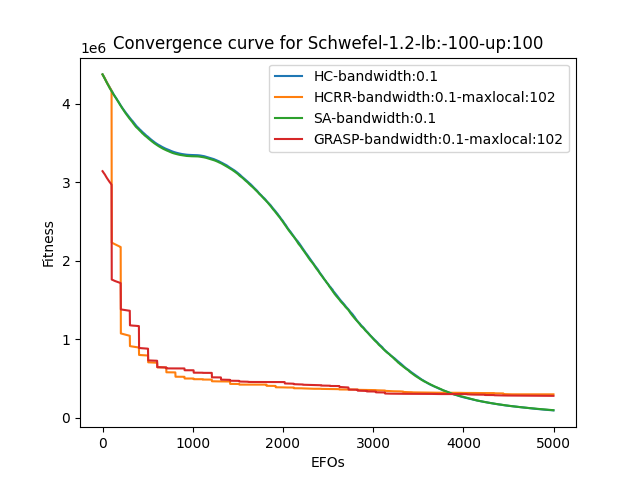 Convergence curve for Schwefel-1.2-lb:-100-up:100
1e6
HC-bandwidth:0.1
HCRR-bandwidth:0.1-maxlocal:102
SA-bandwidth:0.1
GRASP-bandwidth:0.1-maxlocal:102
4
3
2
1
0
Fitness
0 1000 2000 3000 4000 5000
EFOs